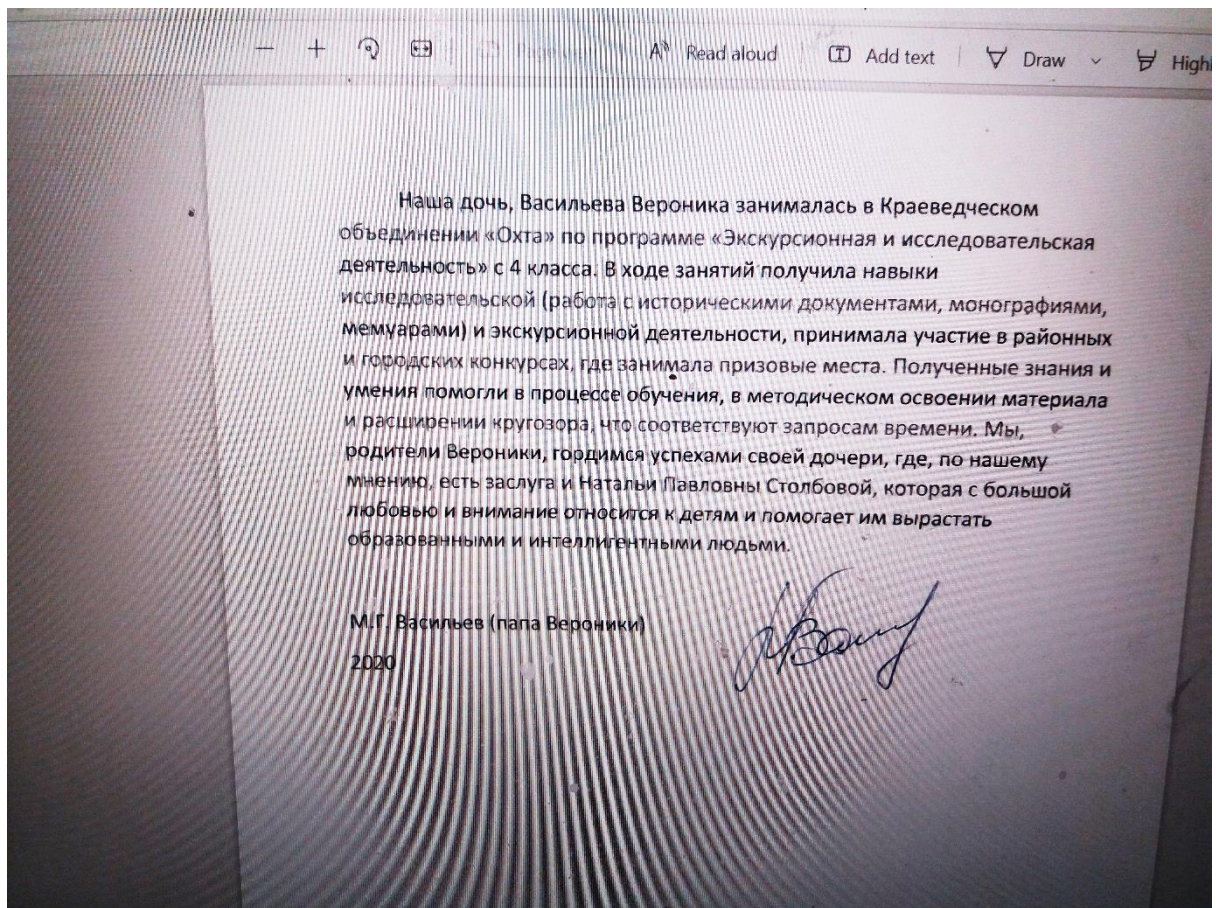 Read aloud
Add text
Draw
Наша дочь, Васильева Вероника занималась в Краеведческом
объединении «Охта» по программе «Экскурсионная и исследовательская
деятельность» с 4 класса. В ходе занятий получила навыки
исследовательской (работа с историческими документами, монографиями,
мемуарами) и экскурсионной деятельности, принимала участие в районных
и городских конкурсах, где занимала призовые места. Полученные знания и
умения помогли в процессе обучения, в методическом освоении материала
и расширении кругозора, что соответствуют запросам времени. Мы,
родители Вероники, гордимся успехами своей дочери, где, по нашему
мнению, есть заслуга и Натальи Павловны Столбовой, которая с большой
любовью и внимание относится к детям и помогает им вырастать
образованными и интеллигентными людьми.
М.Г. Васильев (папа Вероники)
2020